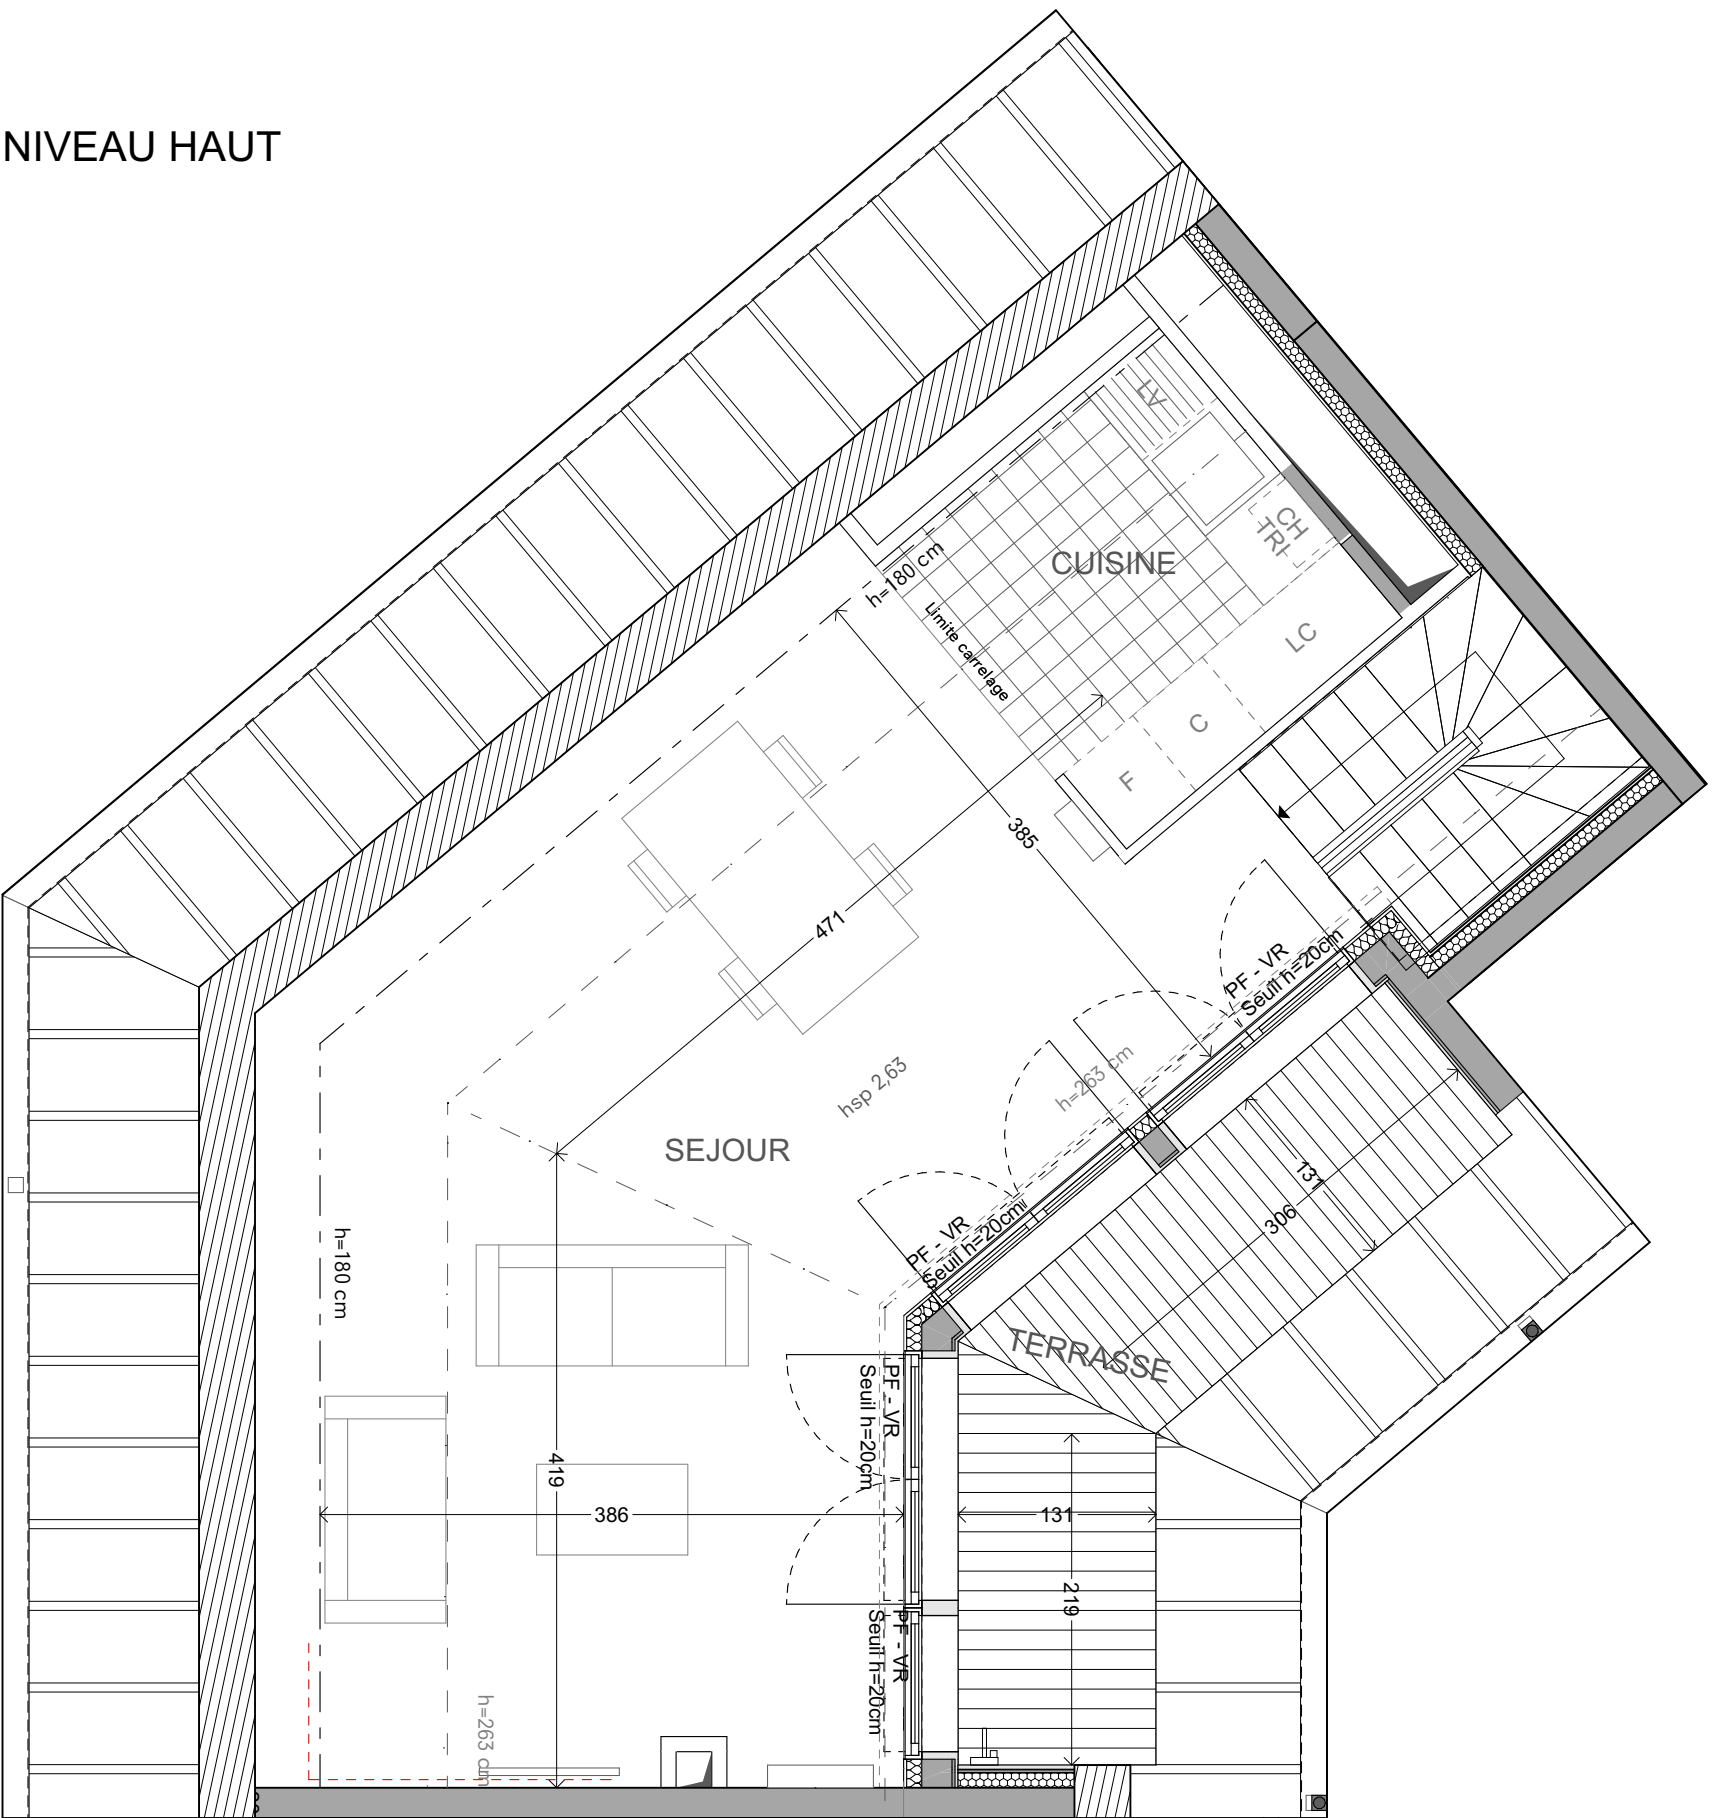 NIVEAU HAUT
LV
CH
TRI
CUISINE
h=180 cm
Limite carrelage
LC
C
F
385
471
PF - VR
Seuil h=20cm
hsp 2,63
h=263 cm
SEJOUR
131
306
PF - VR
Seuil h=20cm
h=180 cm
TERRASSE
PF - VR
Seuil h=20cm
419
386
131
219
PF - VR
Seuil h=20cm
h=263 cm